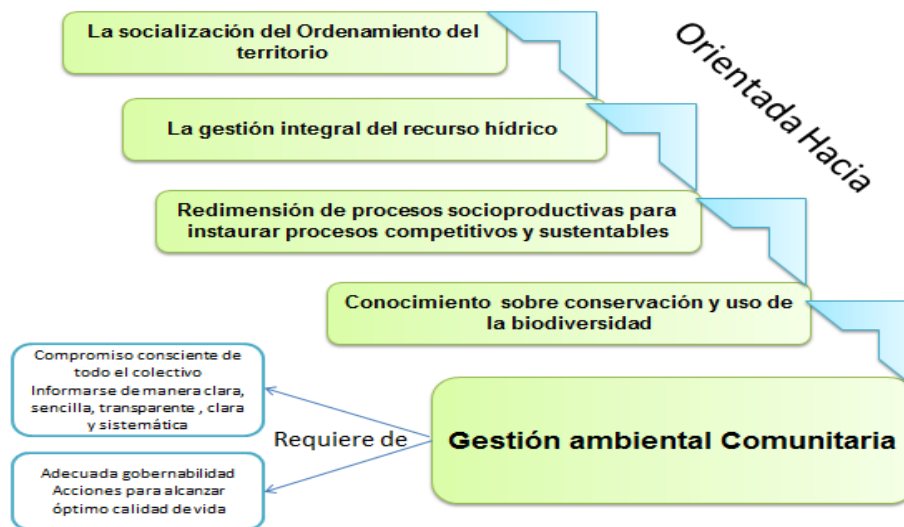 La socialización del Ordenamiento del
territorio
Orientada Hacia
La gestión integral del recurso hídrico
Redimensión de procesos socioproductivas para
instaurar procesos competitivos y sustentables
Conocimiento sobre conservación y uso de
la biodiversidad
Compromiso consciente de
todo el colectivo
Informarse de manera clara,
sencilla, transparente , clara
y sistemática
Requiere de
Gestión ambiental Comunitaria
Adecuada gobernabilidad
Acciones para alcanzar
óptimo calidad de vida